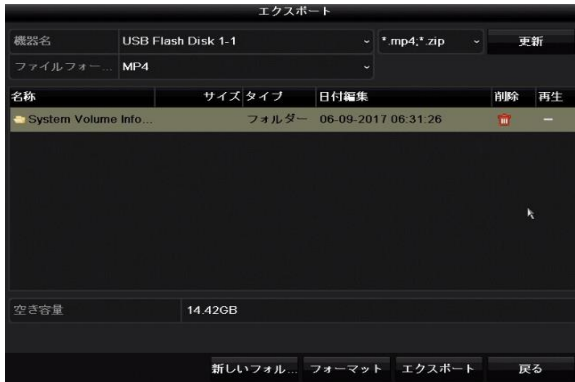 エクスポート
機器名 USB Flash Disk 1-1 *.mp4;*.zip 更新
ファイルフォー... MP4
名称 サイズ タイプ 日付編集 削除 再生
System Volume Info... フォルダー 06-09-2017 06:31:26
空き容量 14.42GB
新しいフォル... フォーマット エクスポート 戻る